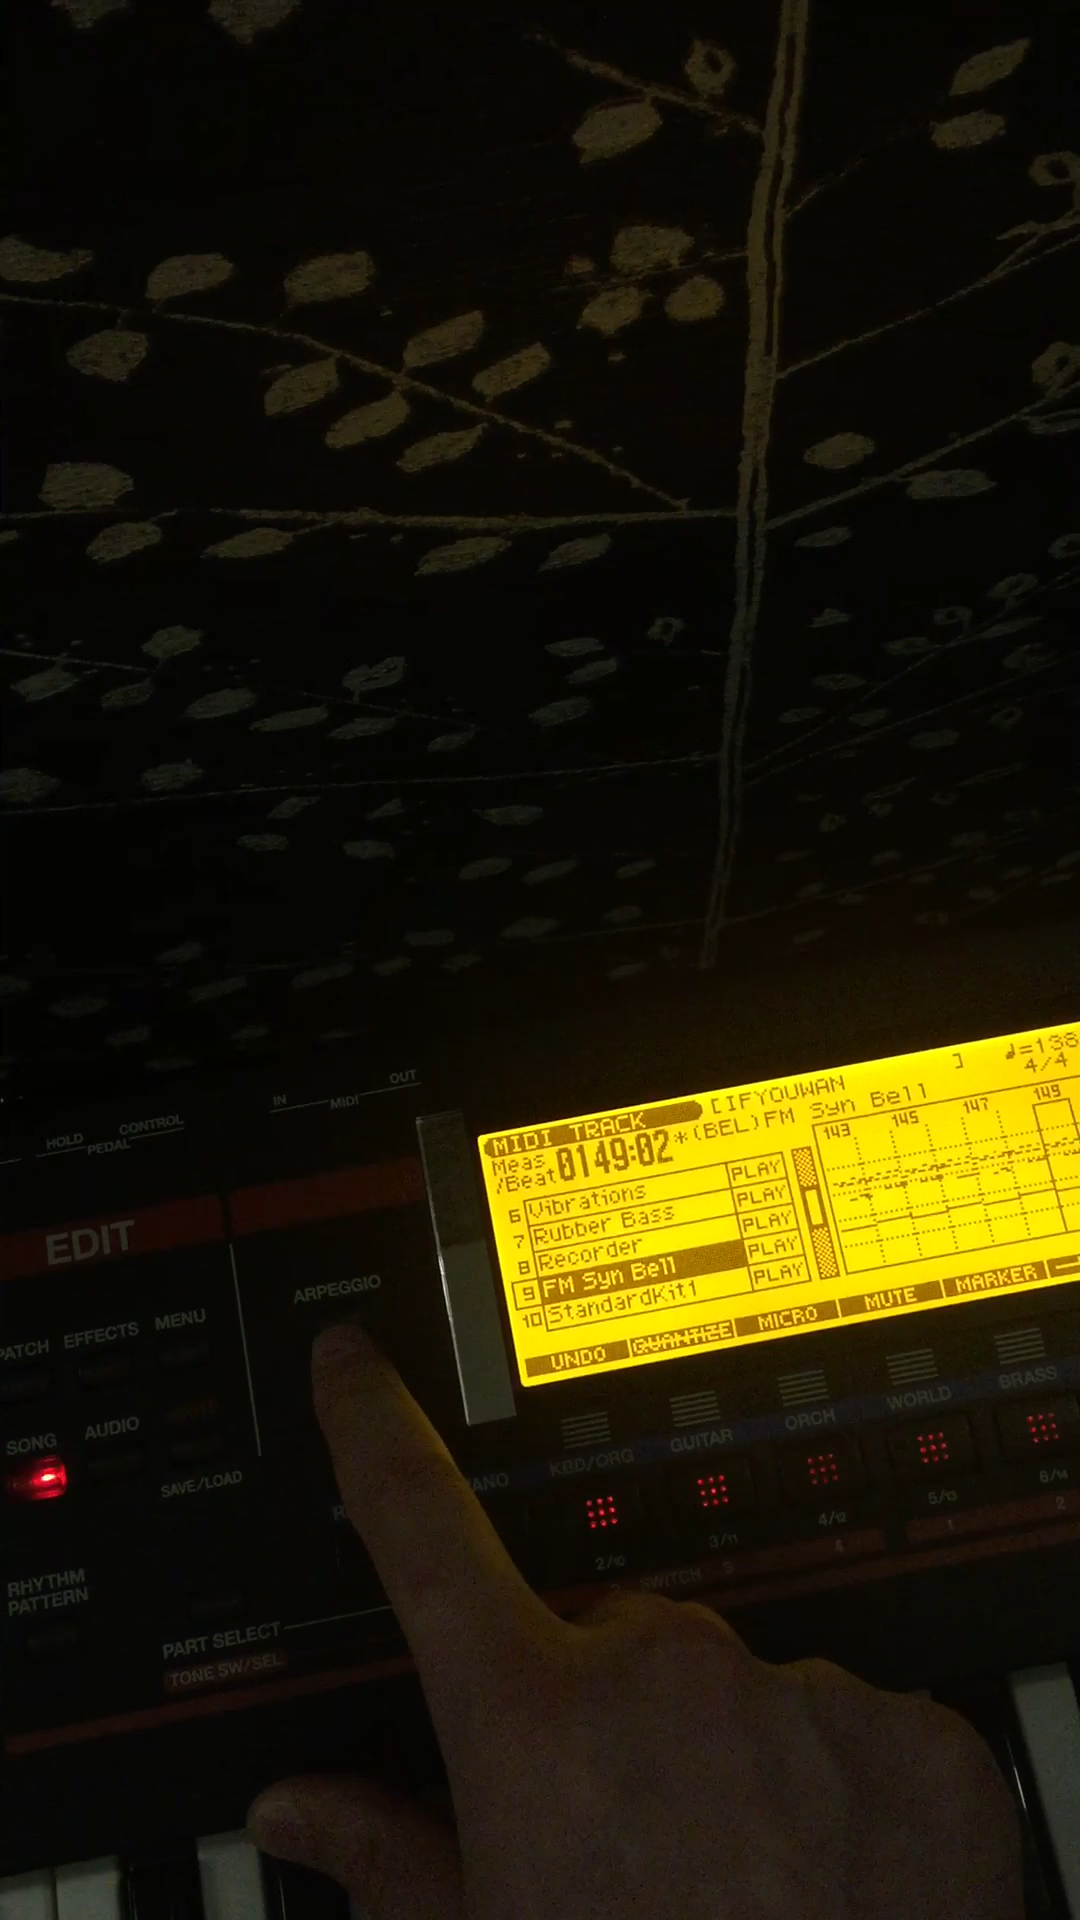 OUT
IN
MIDI
HOLD
CONTROL
PEDAL
EDIT
ARPEGGIO
EFFECTS
MENU
SONG
AUDIO
SAVE/LOAD
RHYTHM
PATTERN
PART SELECT
TONE SW/SEL
MIDI TRACK
[IFYOUWAN ]
♩=138
4/4
Meas
/Beat
0149:02
*(BEL)FM Syn Bell
143 145 147 149
6 Vibrations PLAY
7 Rubber Bass PLAY
8 Recorder PLAY
9 FM Syn Bell PLAY
10 StandardKit1 PLAY
UNDO QUANTIZE MICRO MUTE MARKER
KBD/ORG GUITAR ORCH WORLD BRASS
2/10 3/11 4/12 5/13 6/14
SWITCH 3 4 1 2